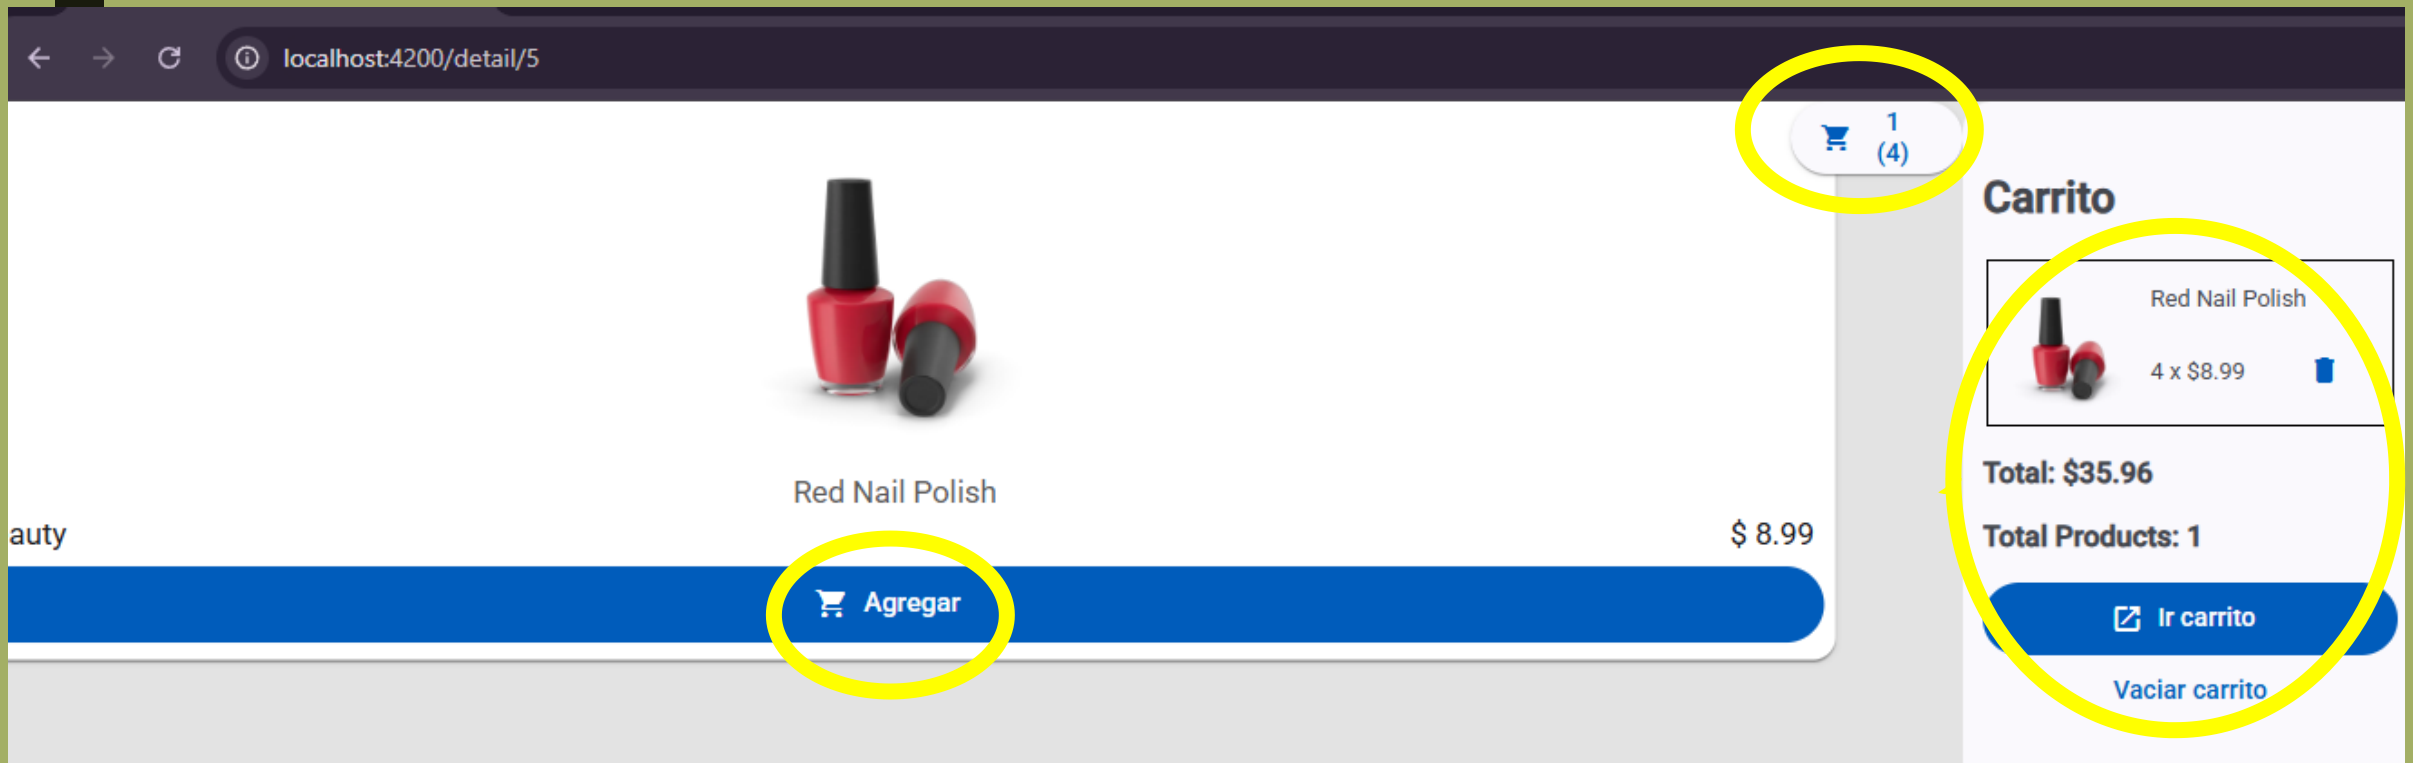 localhost:4200/detail/5
1
(4)
Carrito
Red Nail Polish
4 x $8.99
Total: $35.96
Total Products: 1
Ir carrito
Vaciar carrito
Red Nail Polish
auty
$ 8.99
Agregar